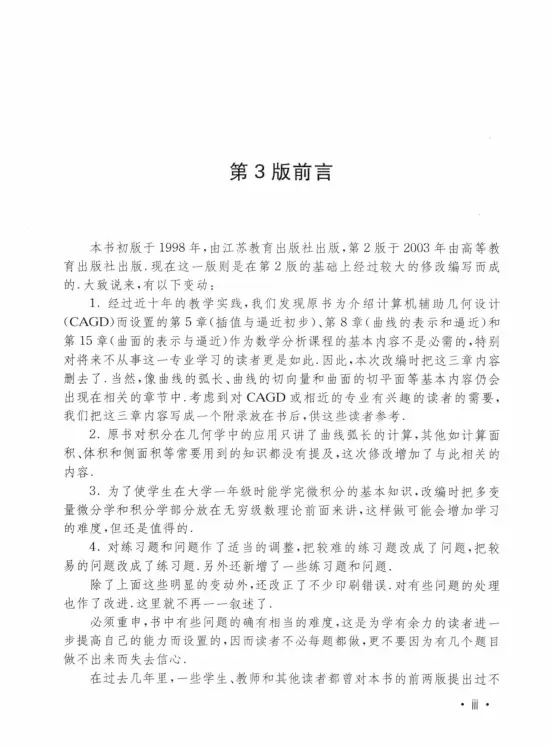 第 3 版前言
本书初版于 1998 年,由江苏教育出版社出版,第 2 版于 2003 年由高等教
育出版社出版.现在这一版则是在第 2 版的基础上经过较大的修改编写而成
的.大致说来,有以下变动:
1. 经过近十年的教学实践,我们发现原书为介绍计算机辅助几何设计
(CAGD)而设置的第 5 章(插值与逼近初步)、第 8 章(曲线的表示和逼近)和
第 15 章(曲面的表示与逼近)作为数学分析课程的基本内容不是必需的,特别
对将来不从事这一专业学习的读者更是如此.因此,本次改编时把这三章内容
删去了.当然,像曲线的弧长、曲线的切向量和曲面的切平面等基本内容仍会
出现在相关的章节中.考虑到对 CAGD 或相近的专业有兴趣的读者的需要,
我们把这三章内容写成一个附录放在书后,供这些读者参考.
2. 原书对积分在几何学中的应用只讲了曲线弧长的计算,其他如计算面
积、体积和侧面积等常要用到的知识都没有提及,这次修改增加了与此相关的
内容.
3. 为了使学生在大学一年级时能学完微积分的基本知识,改编时把多变
量微分学和积分学部分放在无穷级数理论前面来讲,这样做可能会增加学习
的难度,但还是值得的.
4. 对练习题和问题作了适当的调整,把较难的练习题改成了问题,把较
易的问题改成了练习题.另外还新增了一些练习题和问题.
除了上面这些明显的变动外,还改正了不少印刷错误.对有些问题的处理
也作了改进.这里就不再一一叙述了.
必须重申,书中有些问题的确有相当的难度,这是为学有余力的读者进一
步提高自己的能力而设置的,因而读者不必每题都做,更不要因为有几个题目
做不出来而失去信心.
在过去几年里,一些学生、教师和其他读者都曾对本书的前两版提出过不
• ⅲ •